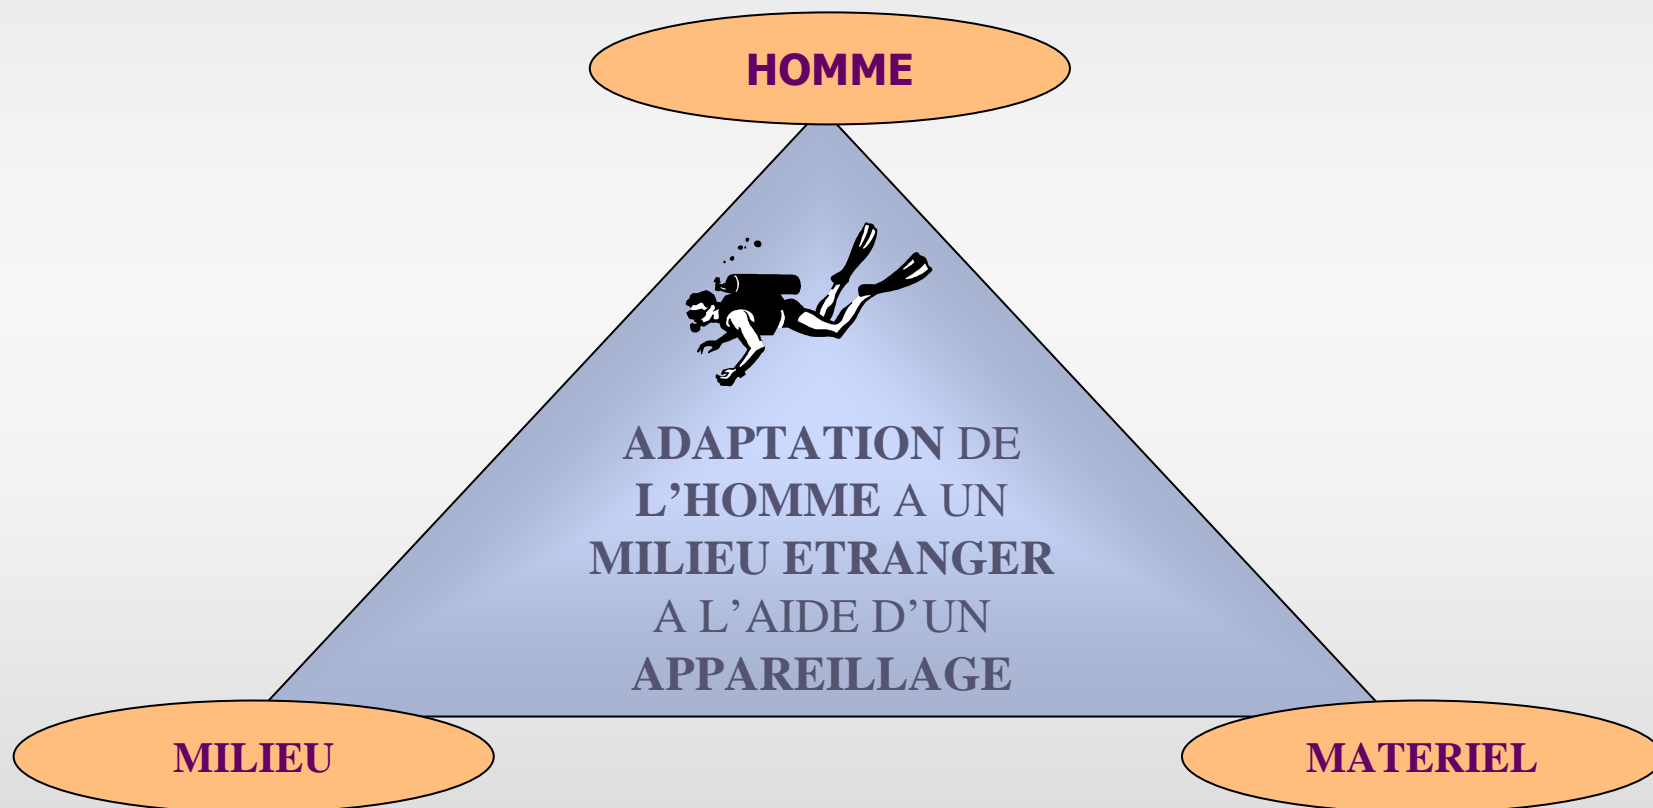 HOMME
ADAPTATION DE
L’HOMME A UN
MILIEU ETRANGER
A L’AIDE D’UN
APPAREILLAGE
MILIEU
MATERIEL